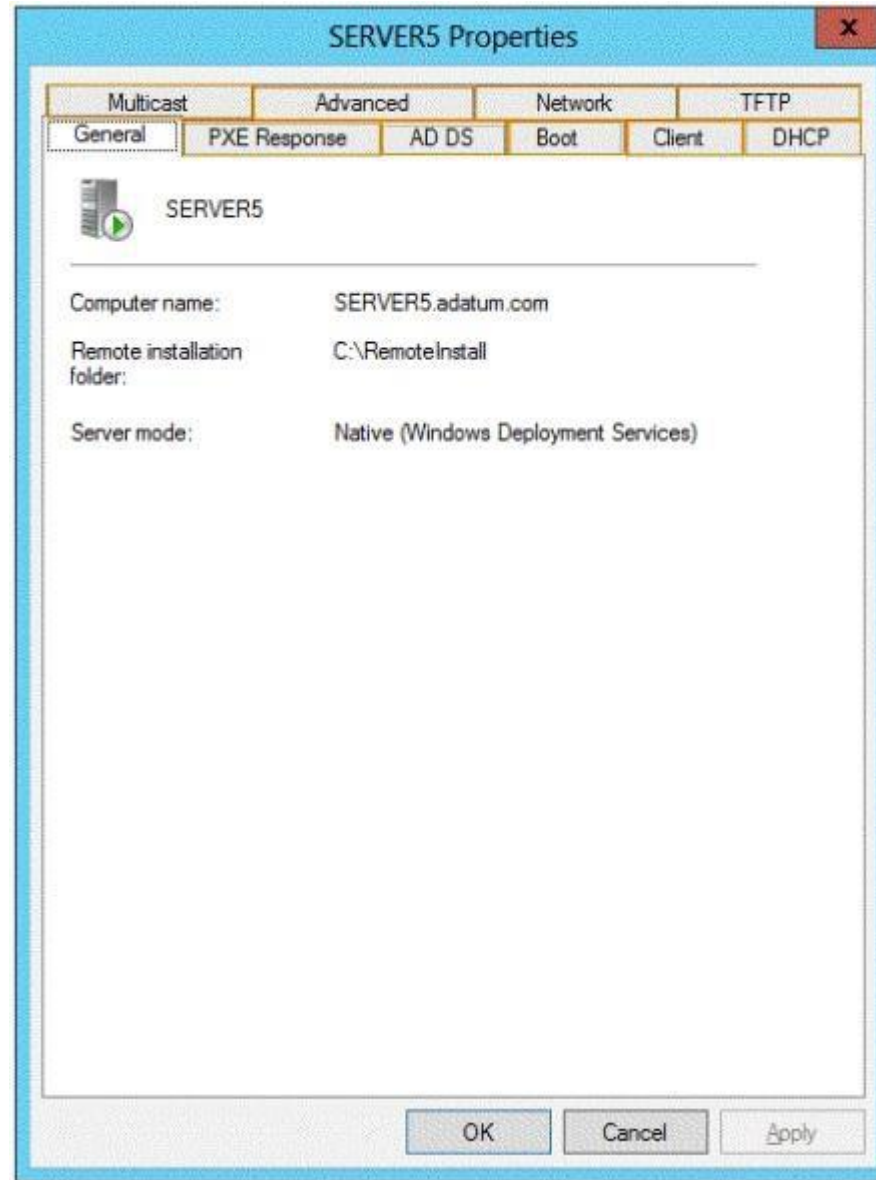 SERVER5 Properties
x
Multicast Advanced Network TFTP
General PXE Response AD DS Boot Client DHCP
SERVER5
Computer name: SERVER5.adatum.com
Remote installation folder: C:\RemoteInstall
Server mode: Native (Windows Deployment Services)
OK Cancel Apply